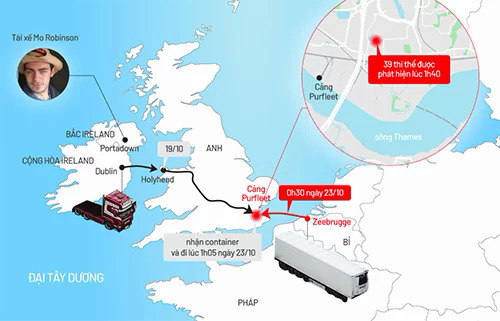 Tài xế Mo Robinson
BẮC IRELAND
Portadown
CỘNG HÒA IRELAND
Dublin
19/10
Holyhead
ANH
Cảng
Purfleet
0h30 ngày 23/10
Zeebrugge
BỈ
nhận container
và đi lúc 1h05 ngày 23/10
ĐẠI TÂY DƯƠNG
PHÁP
39 thi thể được
phát hiện lúc 1h40
Cảng
Purfleet
sông Thames